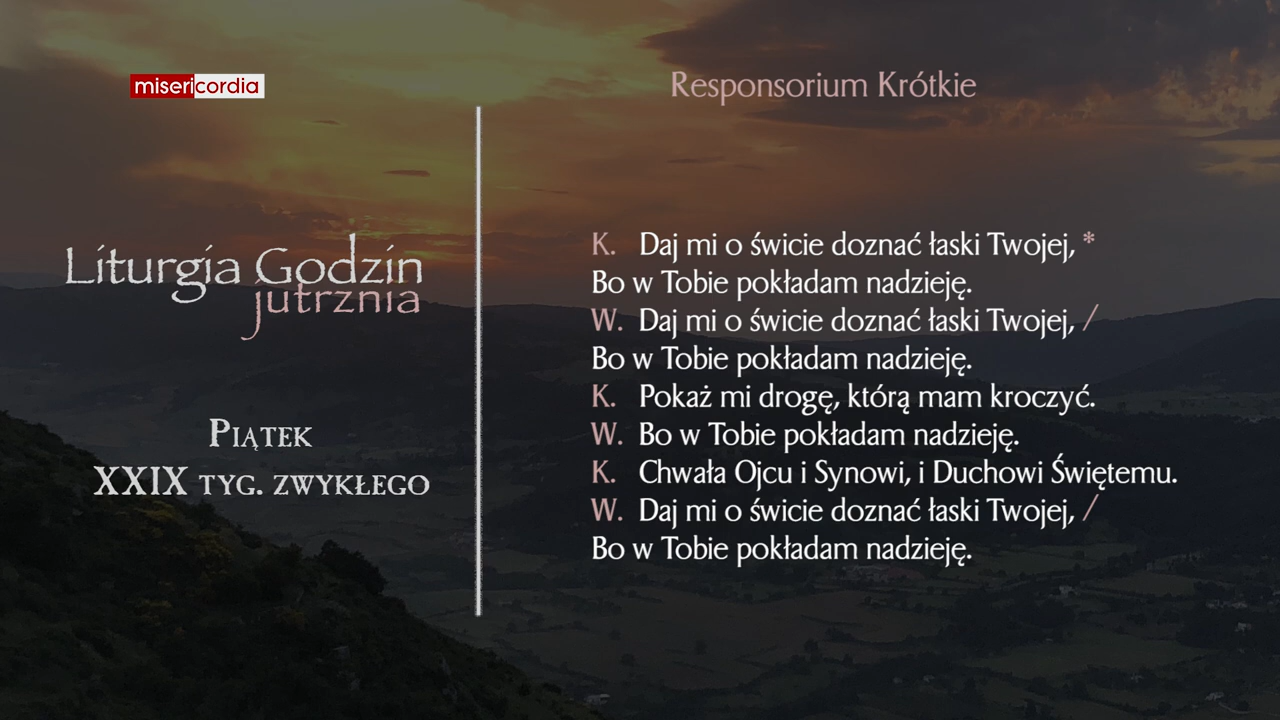 misericordia
Liturgia Godzin
jutrznia
Piątek
XXIX tyg. zwykłego
Responsorium Krótkie
K. Daj mi o świcie doznać łaski Twojej, *
Bo w Tobie pokładam nadzieję.
W. Daj mi o świcie doznać łaski Twojej, /
Bo w Tobie pokładam nadzieję.
K. Pokaż mi drogę, którą mam kroczyć.
W. Bo w Tobie pokładam nadzieję.
K. Chwała Ojcu i Synowi, i Duchowi Świętemu.
W. Daj mi o świcie doznać łaski Twojej, /
Bo w Tobie pokładam nadzieję.